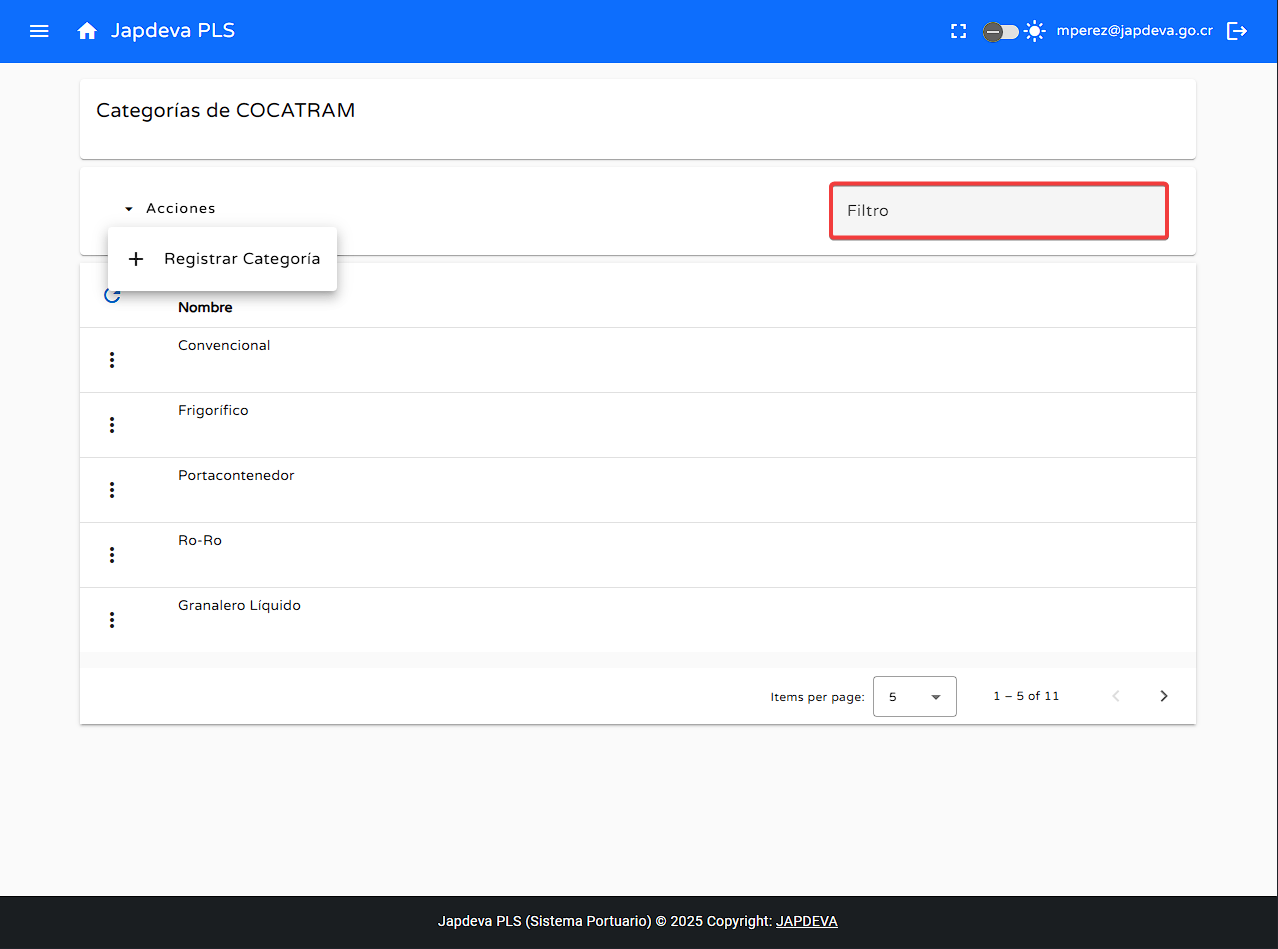 Japdeva PLS
mperez@japdeva.go.cr
Categorías de COCATRAM
Acciones
Filtro
Registrar Categoría
Nombre
Convencional
Frigorífico
Portacontenedor
Ro-Ro
Granalero Líquido
Items per page: 5 1 – 5 of 11
Japdeva PLS (Sistema Portuario) © 2025 Copyright: JAPDEVA